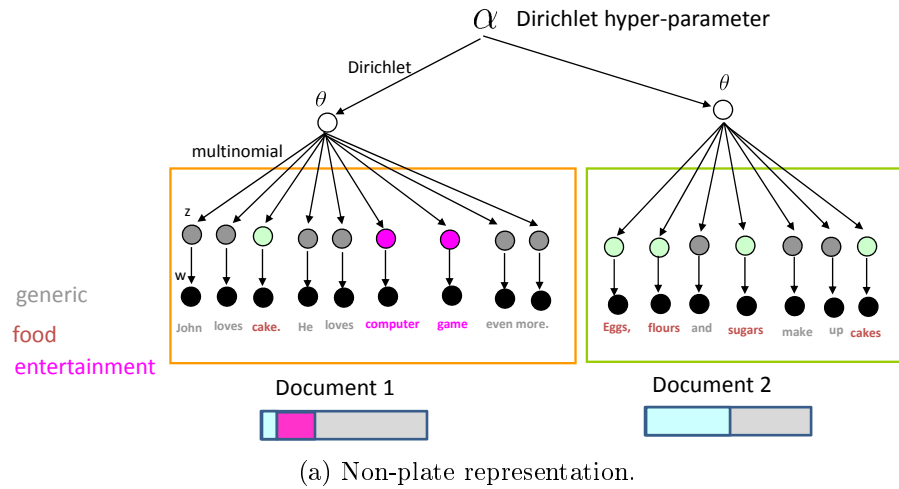 α Dirichlet hyper-parameter
Dirichlet
θ
θ
multinomial
z
w
generic
food
entertainment
John loves cake. He loves computer game even more.
Eggs, flours and sugars make up cakes
Document 1
Document 2
(a) Non-plate representation.